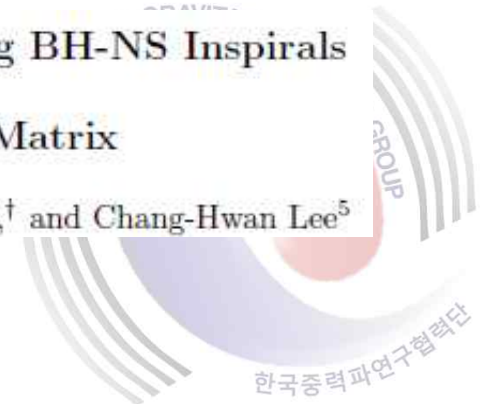 g BH-NS Inspirals
Matrix
,† and Chang-Hwan Lee5
GROUP
한국중력파연구협력단